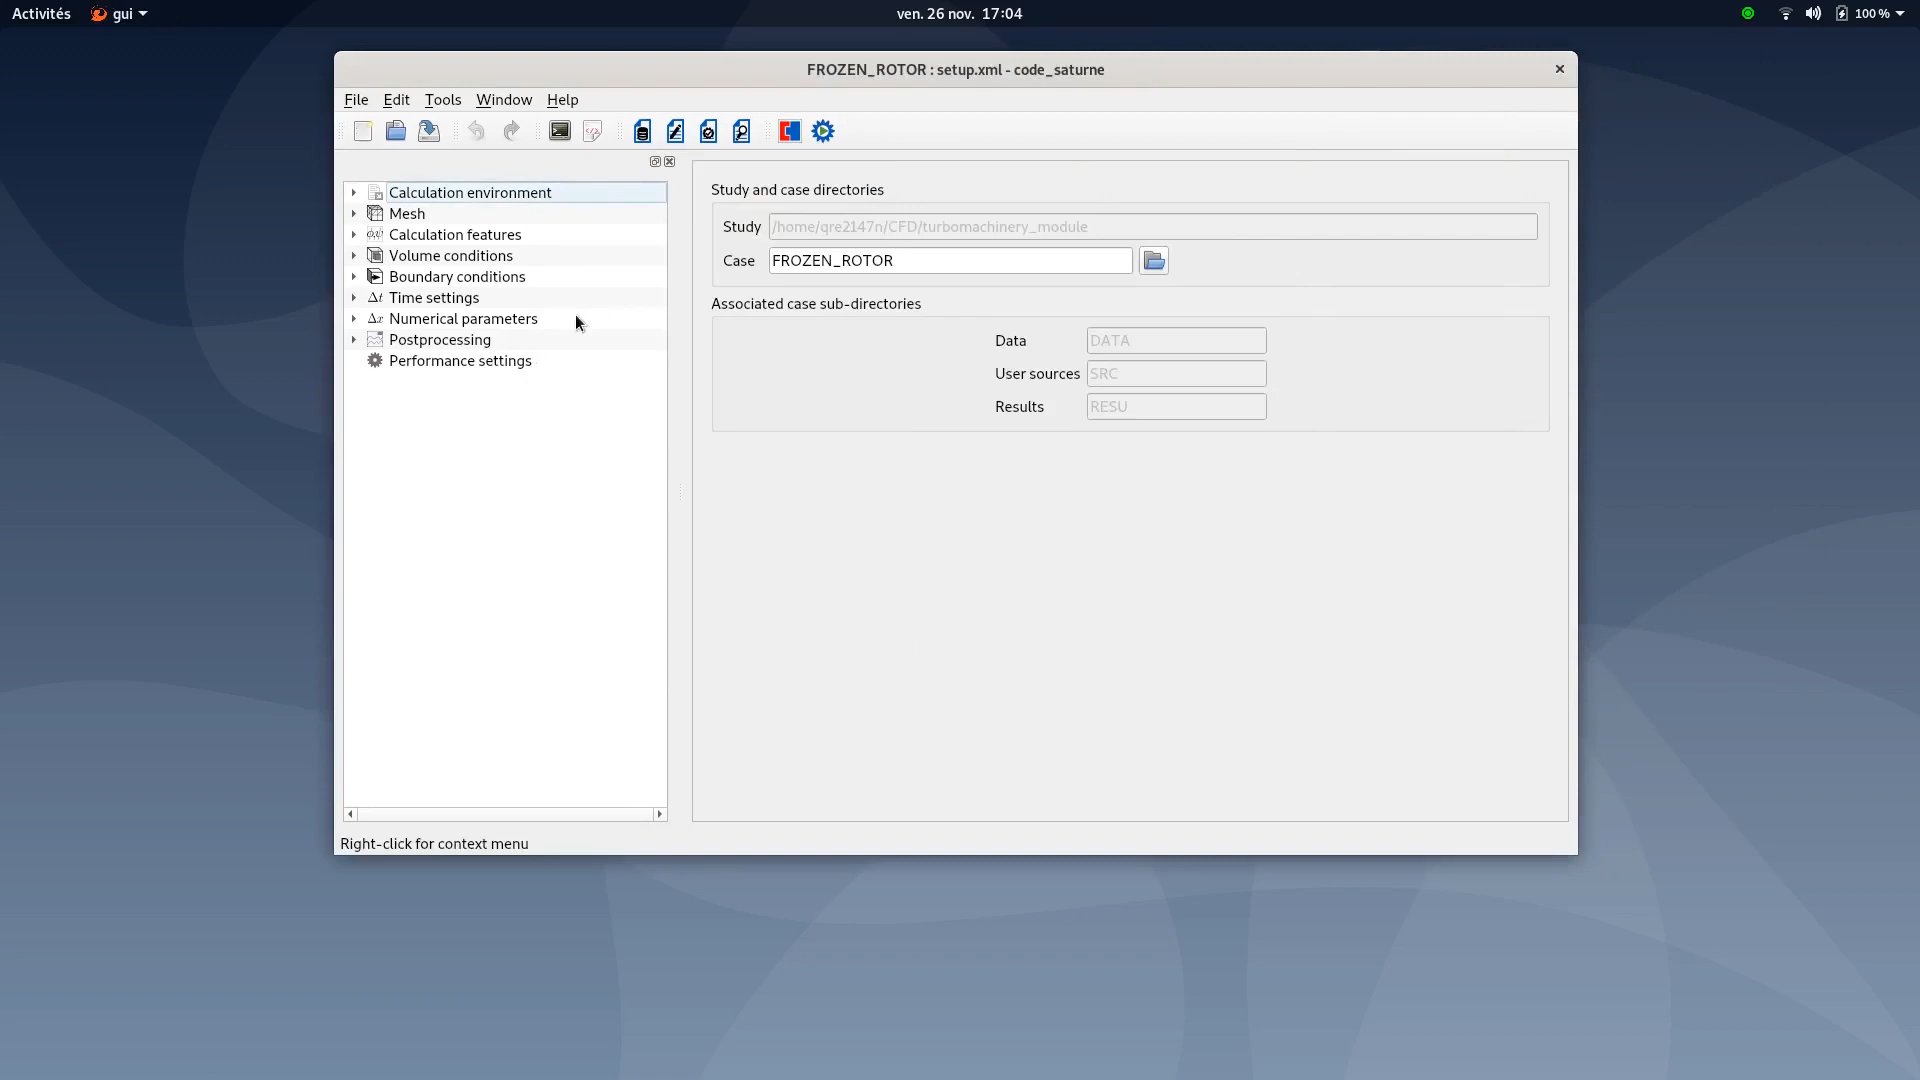 Activités
gui
ven. 26 nov. 17:04
100 %
FROZEN_ROTOR : setup.xml - code_saturne
File Edit Tools Window Help
Calculation environment
Mesh
Calculation features
Volume conditions
Boundary conditions
Δt Time settings
Δx Numerical parameters
Postprocessing
Performance settings
Study and case directories
Study /home/qre2147n/CFD/turbomachinery_module
Case FROZEN_ROTOR
Associated case sub-directories
Data DATA
User sources SRC
Results RESU
Right-click for context menu